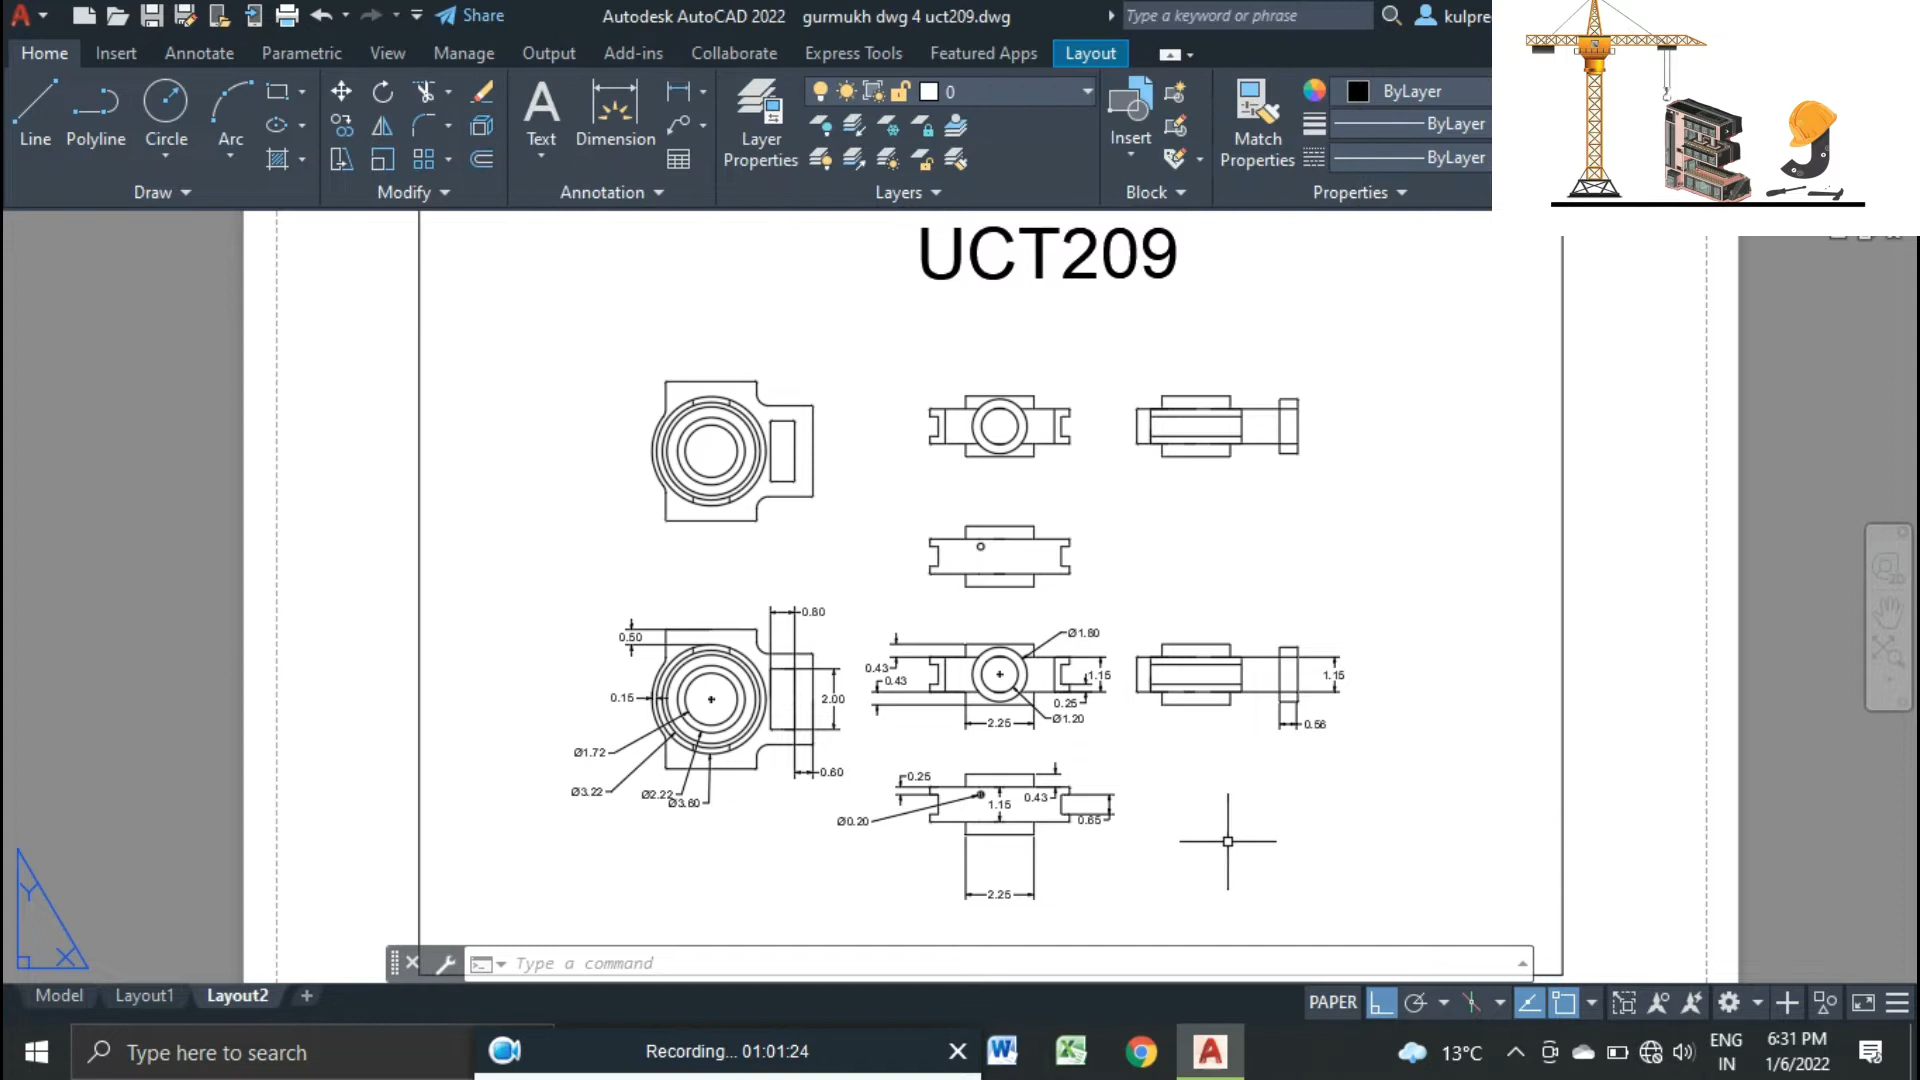 Share
Autodesk AutoCAD 2022 gurmukh dwg 4 uct209.dwg
Type a keyword or phrase
kulpre
Home Insert Annotate Parametric View Manage Output Add-ins Collaborate Express Tools Featured Apps Layout
Line Polyline Circle Arc
Text Dimension
Layer Properties
0
Insert
Match Properties
ByLayer
ByLayer
ByLayer
Draw Modify Annotation Layers Block Properties
UCT209
0.80
0.50
0.15
2.00
Ø1.72
0.60
Ø3.22
Ø2.22
Ø3.60
Ø1.80
0.43
0.43
1.15
0.25
2.25
Ø1.20
1.15
0.56
0.25
1.15
0.43
Ø0.20
0.65
2.25
Y
X
Type a command
Model Layout1 Layout2 +
PAPER
Type here to search
Recording... 01:01:24
13°C
ENG
IN
6:31 PM
1/6/2022